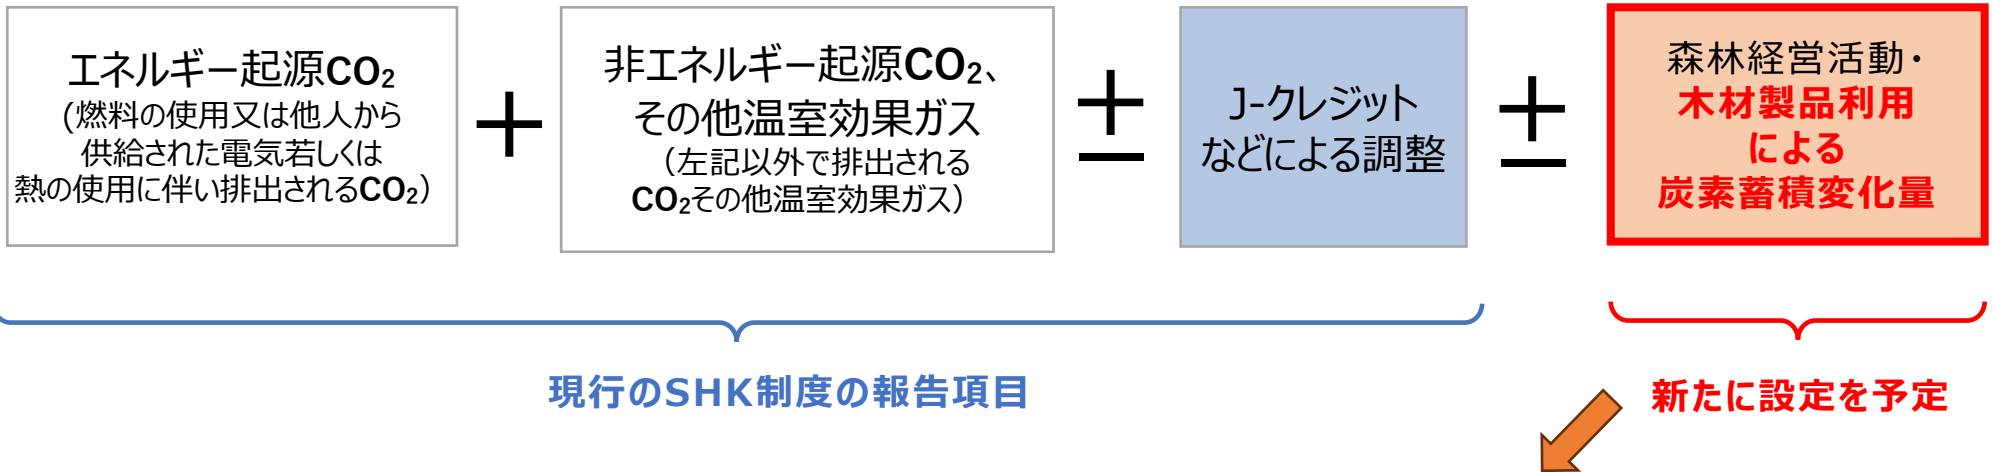 エネルギー起源CO₂
(燃料の使用又は他人から
供給された電気若しくは
熱の使用に伴い排出されるCO₂)
＋
非エネルギー起源CO₂、
その他温室効果ガス
(左記以外で排出される
CO₂その他温室効果ガス)
±
J-クレジット
などによる調整
±
森林経営活動・
木材製品利用
による
炭素蓄積変化量
現行のSHK制度の報告項目
新たに設定を予定